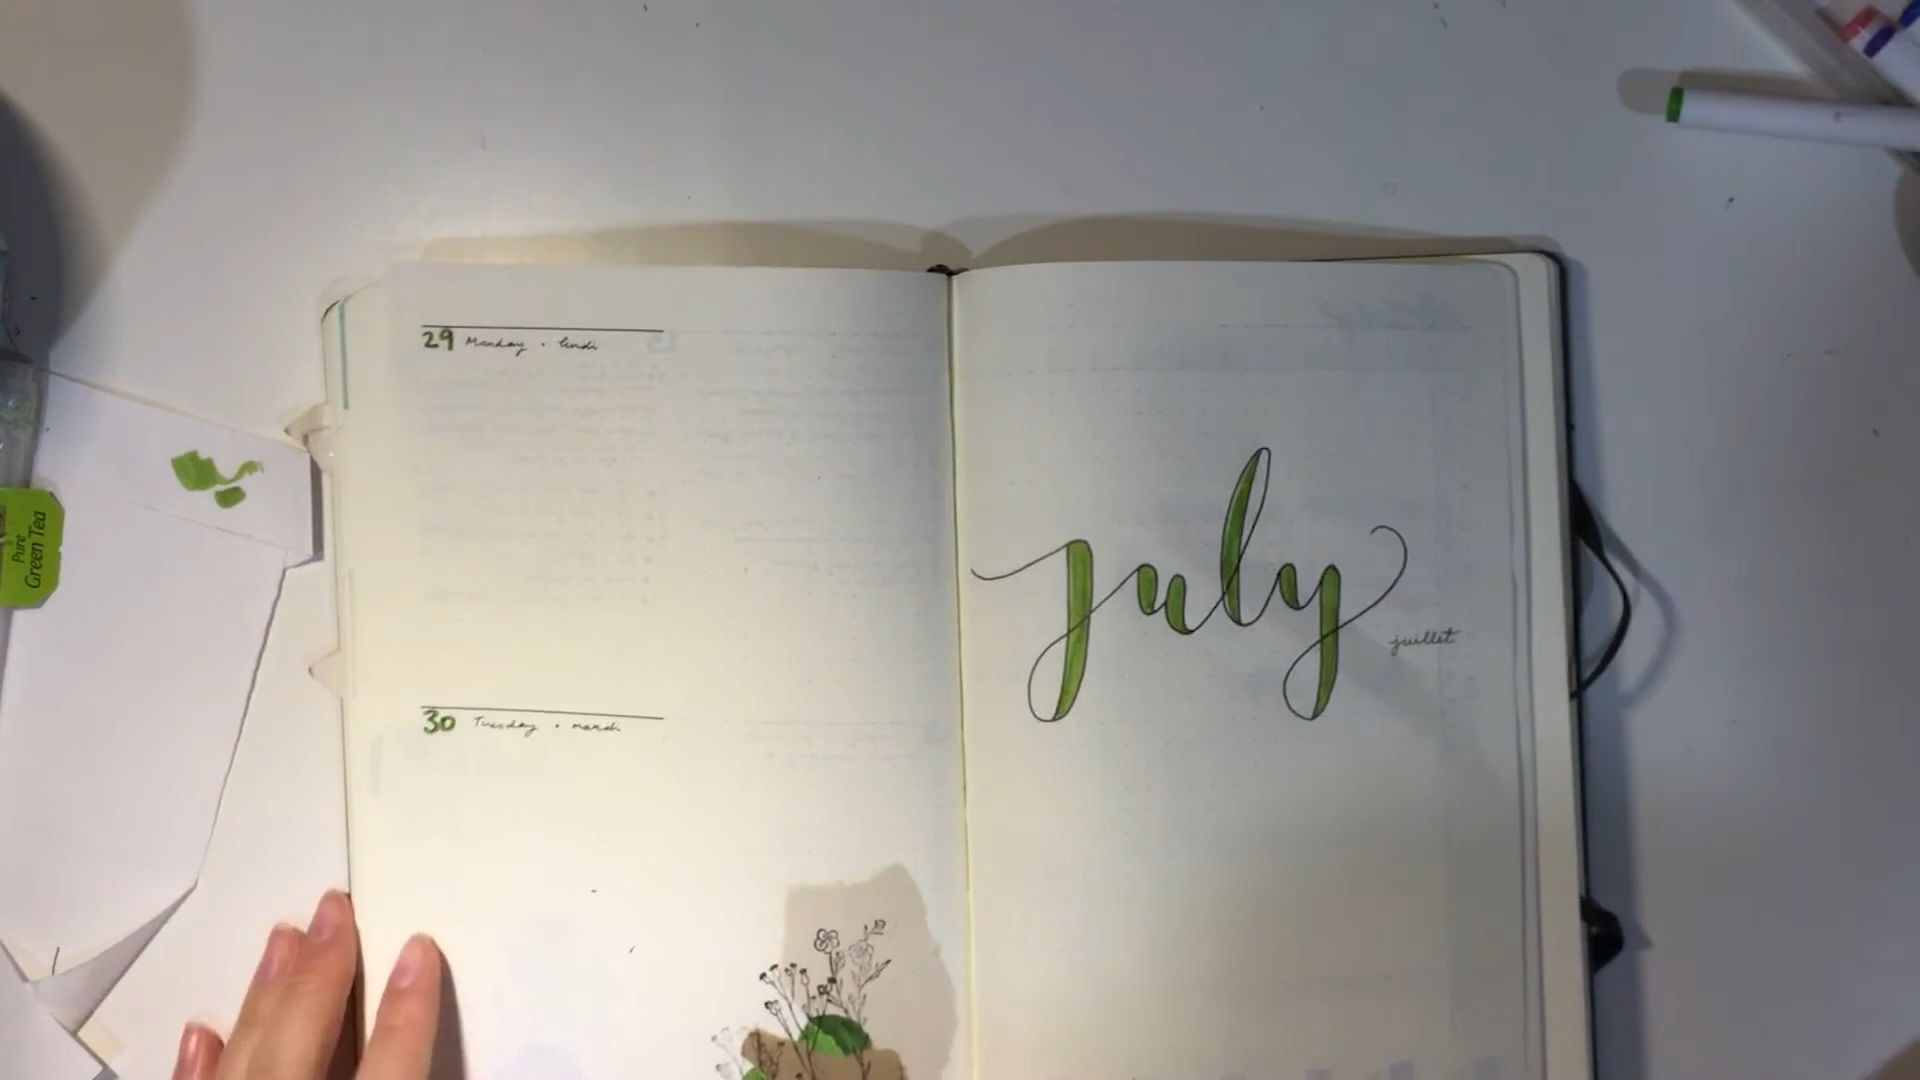 29 Monday • lundi
30 Tuesday • mardi
july
juillet
Pure
Green Tea